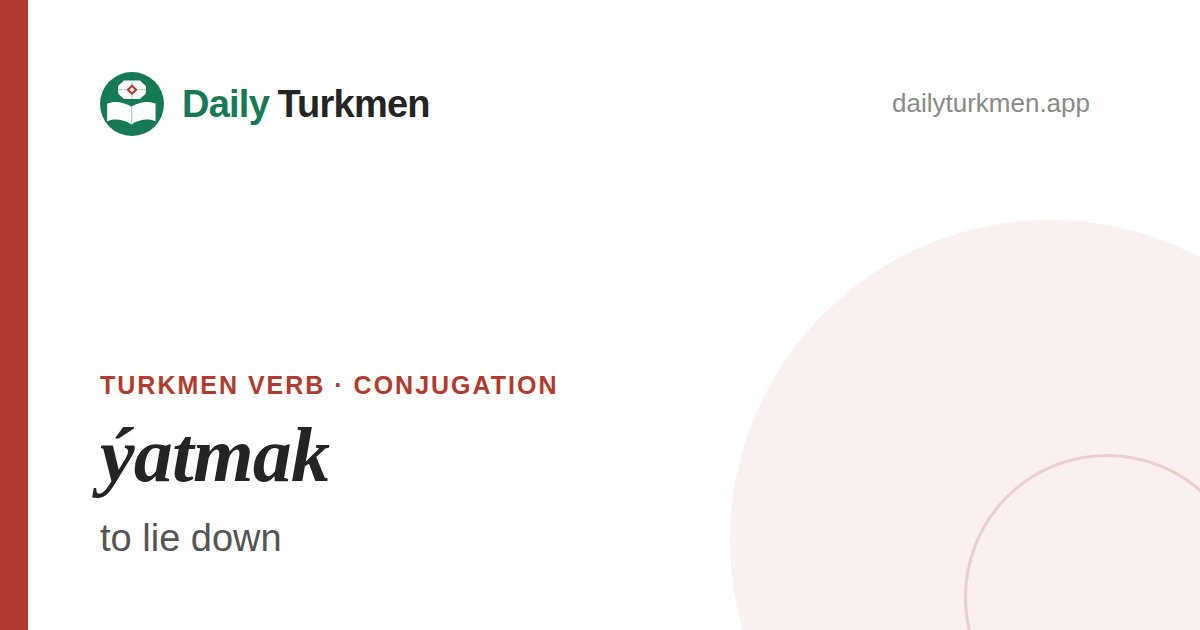 Daily Turkmen
dailyturkmen.app
TURKMEN VERB · CONJUGATION
ýatmak
to lie down